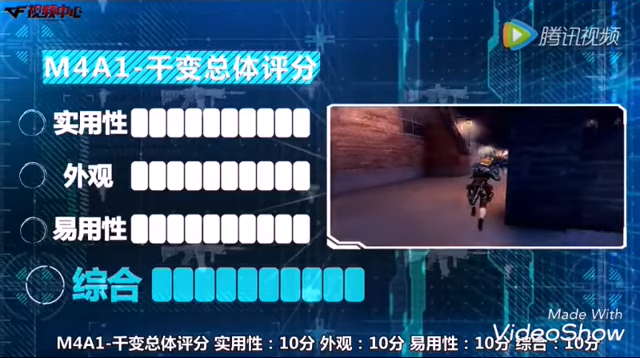 CF视频中心
腾讯视频
M4A1-千变总体评分
实用性
外观
易用性
综合
Made With
VideoShow
M4A1-千变总体评分 实用性：10分 外观：10分 易用性：10分 综合：10分